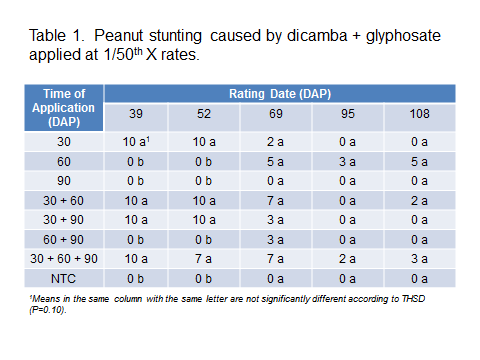 Table 1. Peanut stunting caused by dicamba + glyphosate
applied at 1/50th X rates.
Time of Application (DAP) Rating Date (DAP)
39 52 69 95 108
30 10 a¹ 10 a 2 a 0 a 0 a
60 0 b 0 b 5 a 3 a 5 a
90 0 b 0 b 0 a 0 a 0 a
30 + 60 10 a 10 a 7 a 0 a 2 a
30 + 90 10 a 10 a 3 a 0 a 0 a
60 + 90 0 b 0 b 3 a 0 a 0 a
30 + 60 + 90 10 a 7 a 7 a 2 a 3 a
NTC 0 b 0 b 0 a 0 a 0 a
¹Means in the same column with the same letter are not significantly different according to THSD
(P=0.10).